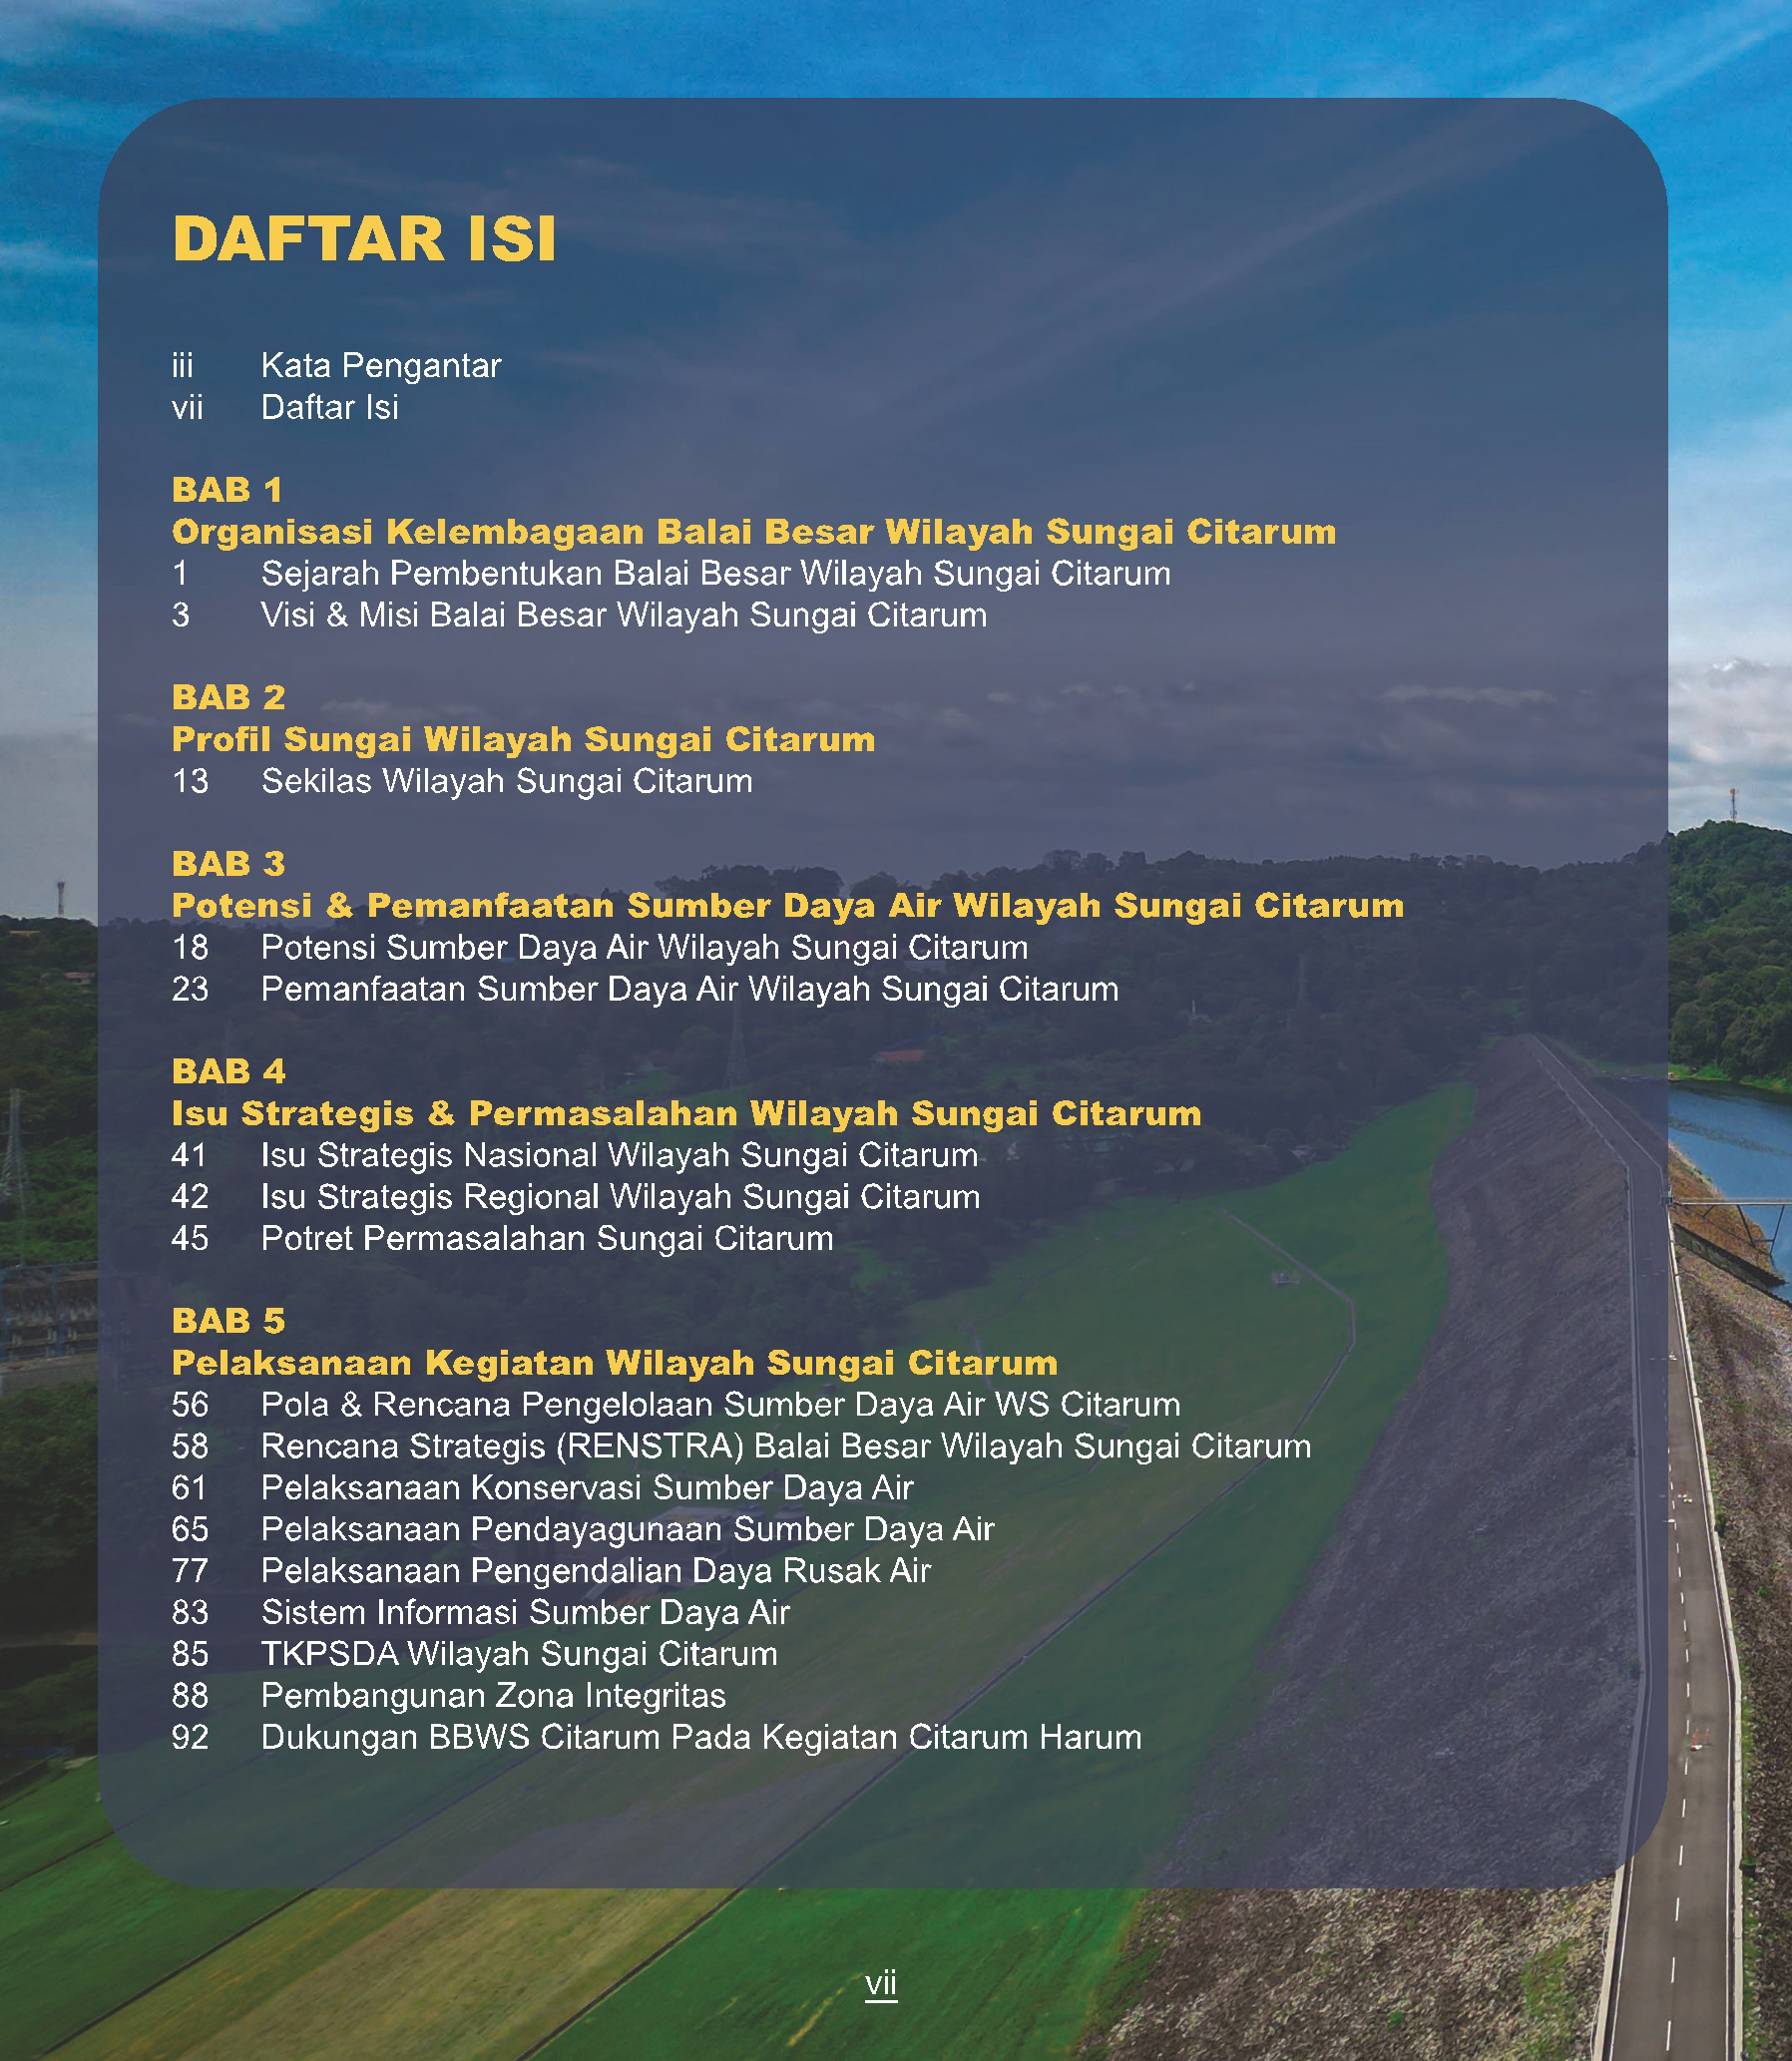 DAFTAR ISI
iii Kata Pengantar
vii Daftar Isi
BAB 1
Organisasi Kelembagaan Balai Besar Wilayah Sungai Citarum
1 Sejarah Pembentukan Balai Besar Wilayah Sungai Citarum
3 Visi & Misi Balai Besar Wilayah Sungai Citarum
BAB 2
Profil Sungai Wilayah Sungai Citarum
13 Sekilas Wilayah Sungai Citarum
BAB 3
Potensi & Pemanfaatan Sumber Daya Air Wilayah Sungai Citarum
18 Potensi Sumber Daya Air Wilayah Sungai Citarum
23 Pemanfaatan Sumber Daya Air Wilayah Sungai Citarum
BAB 4
Isu Strategis & Permasalahan Wilayah Sungai Citarum
41 Isu Strategis Nasional Wilayah Sungai Citarum
42 Isu Strategis Regional Wilayah Sungai Citarum
45 Potret Permasalahan Sungai Citarum
BAB 5
Pelaksanaan Kegiatan Wilayah Sungai Citarum
56 Pola & Rencana Pengelolaan Sumber Daya Air WS Citarum
58 Rencana Strategis (RENSTRA) Balai Besar Wilayah Sungai Citarum
61 Pelaksanaan Konservasi Sumber Daya Air
65 Pelaksanaan Pendayagunaan Sumber Daya Air
77 Pelaksanaan Pengendalian Daya Rusak Air
83 Sistem Informasi Sumber Daya Air
85 TKPSDA Wilayah Sungai Citarum
88 Pembangunan Zona Integritas
92 Dukungan BBWS Citarum Pada Kegiatan Citarum Harum
vii